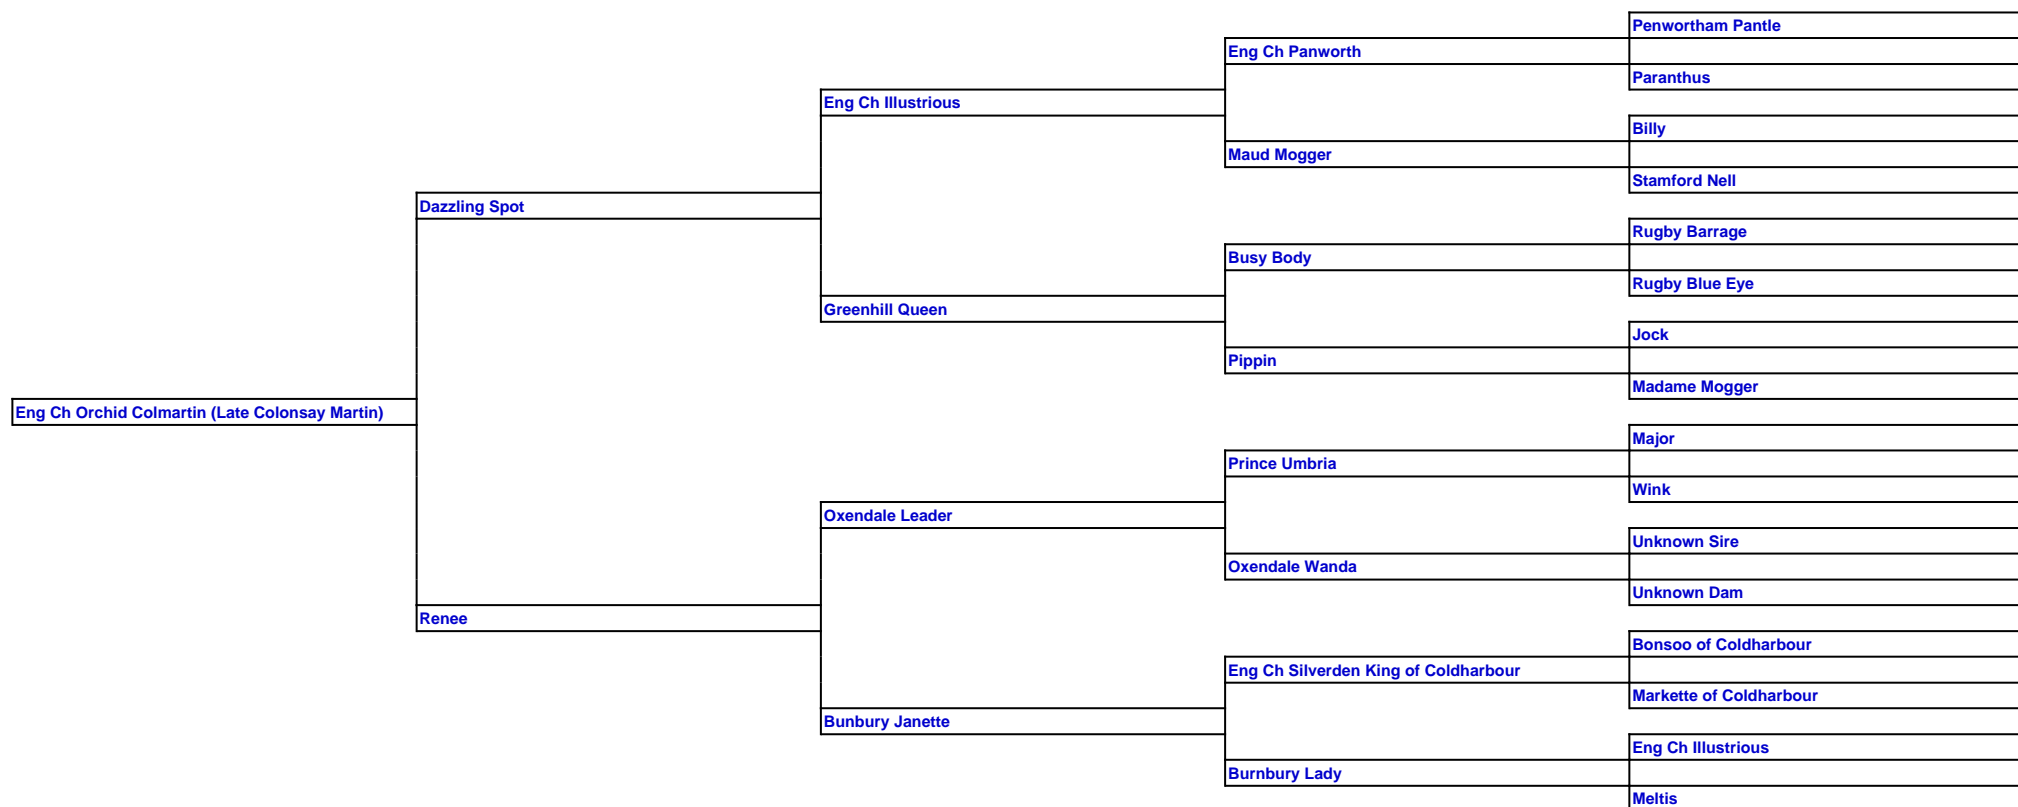 Penwortham Pantle
Eng Ch Panworth
Paranthus
Eng Ch Illustrious
Billy
Maud Mogger
Stamford Nell
Dazzling Spot
Rugby Barrage
Busy Body
Rugby Blue Eye
Greenhill Queen
Jock
Pippin
Madame Mogger
Eng Ch Orchid Colmartin (Late Colonsay Martin)
Major
Prince Umbria
Wink
Oxendale Leader
Unknown Sire
Oxendale Wanda
Unknown Dam
Renee
Bonsoo of Coldharbour
Eng Ch Silverden King of Coldharbour
Markette of Coldharbour
Bunbury Janette
Eng Ch Illustrious
Burnbury Lady
Meltis